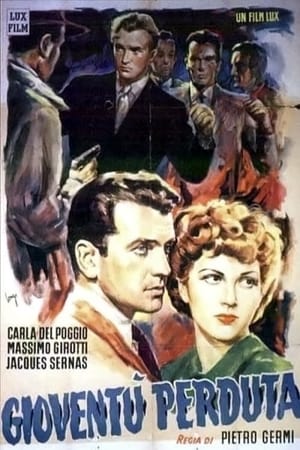 LUX
FILM
UN FILM LUX
CARLA DEL POGGIO
MASSIMO GIROTTI
JACQUES SERNAS
GIOVENTÙ PERDUTA
REGIA DI PIETRO GERMI